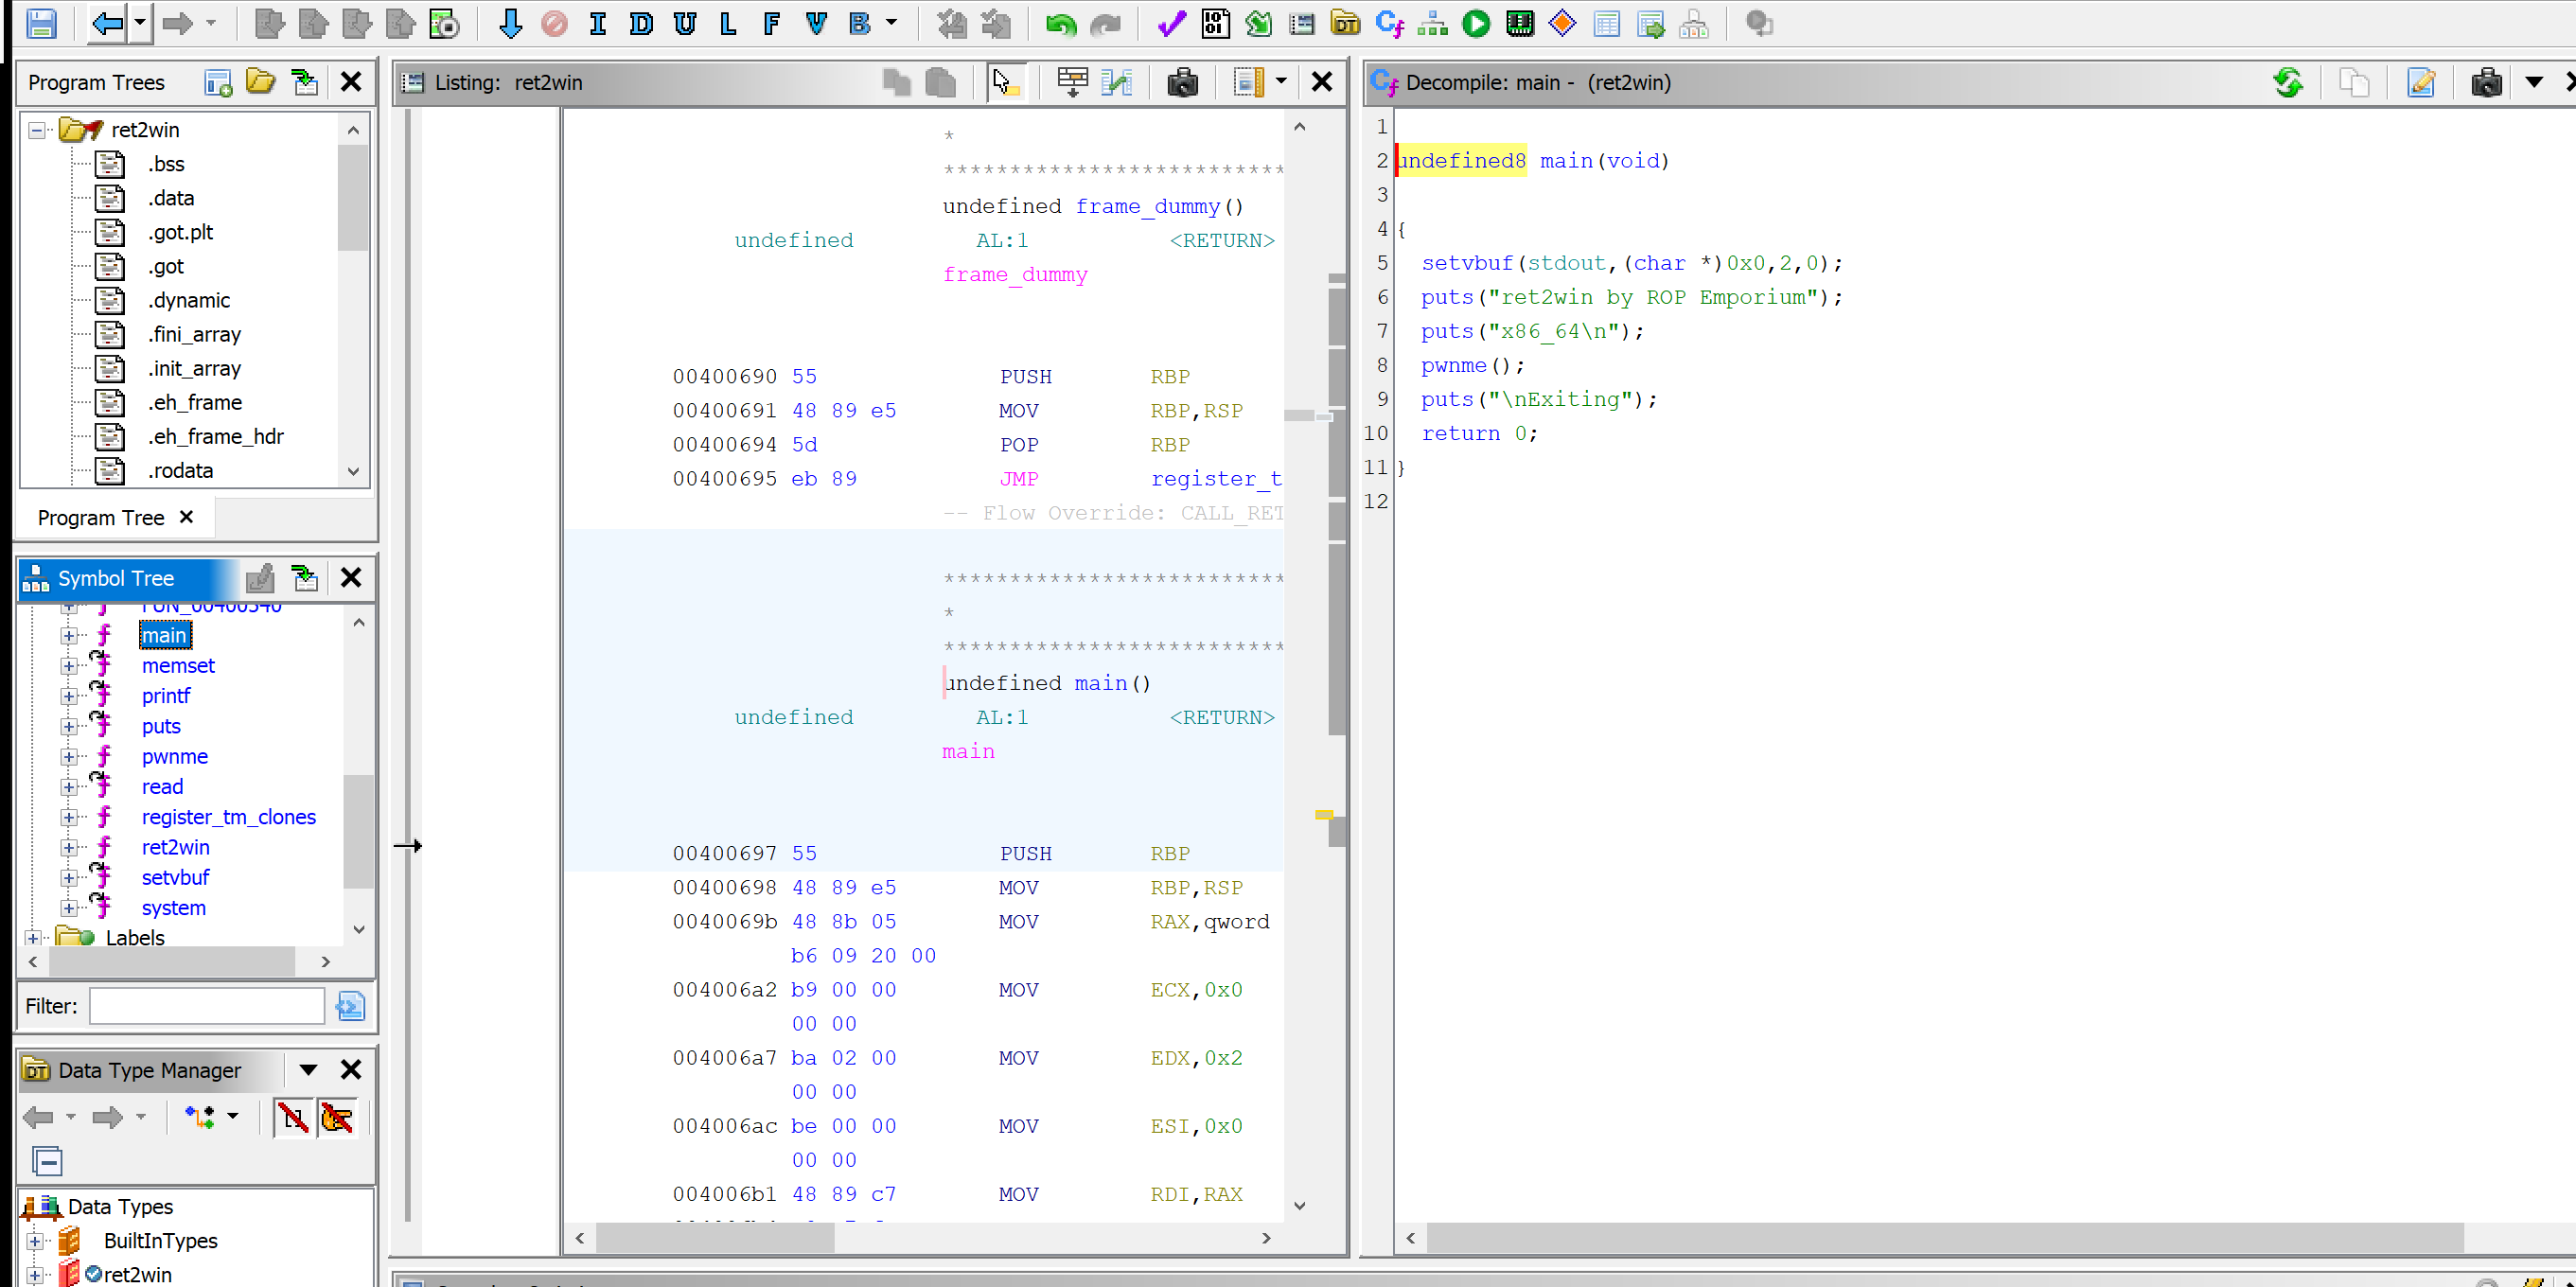 I D U L F V B
Program Trees
ret2win
.bss
.data
.got.plt
.got
.dynamic
.fini_array
.init_array
.eh_frame
.eh_frame_hdr
.rodata
Program Tree
Symbol Tree
FUN_00400540
main
memset
printf
puts
pwnme
read
register_tm_clones
ret2win
setvbuf
system
Labels
Filter:
Data Type Manager
Data Types
BuiltInTypes
ret2win
Listing: ret2win
*
**************************
undefined frame_dummy()
undefined AL:1 <RETURN>
frame_dummy
00400690 55 PUSH RBP
00400691 48 89 e5 MOV RBP,RSP
00400694 5d POP RBP
00400695 eb 89 JMP register_t
-- Flow Override: CALL_RET
**************************
*
**************************
undefined main()
undefined AL:1 <RETURN>
main
00400697 55 PUSH RBP
00400698 48 89 e5 MOV RBP,RSP
0040069b 48 8b 05 MOV RAX,qword
b6 09 20 00
004006a2 b9 00 00 MOV ECX,0x0
00 00
004006a7 ba 02 00 MOV EDX,0x2
00 00
004006ac be 00 00 MOV ESI,0x0
00 00
004006b1 48 89 c7 MOV RDI,RAX
Decompile: main - (ret2win)
1
2 undefined8 main(void)
3
4 {
5 setvbuf(stdout,(char *)0x0,2,0);
6 puts("ret2win by ROP Emporium");
7 puts("x86_64\n");
8 pwnme();
9 puts("\nExiting");
10 return 0;
11 }
12